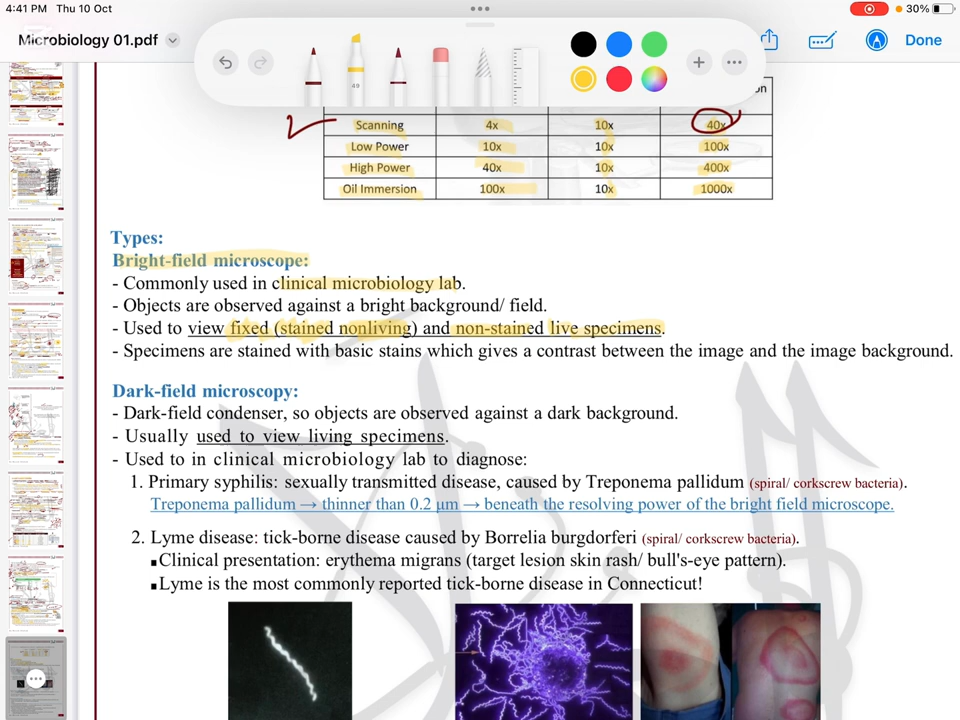 4:41 PM Thu 10 Oct
30%
Microbiology 01.pdf
Done
49
on
Scanning 4x 10x 40x
Low Power 10x 10x 100x
High Power 40x 10x 400x
Oil Immersion 100x 10x 1000x
Types:
Bright-field microscope:
- Commonly used in clinical microbiology lab.
- Objects are observed against a bright background/ field.
- Used to view fixed (stained nonliving) and non-stained live specimens.
- Specimens are stained with basic stains which gives a contrast between the image and the image background.
Dark-field microscopy:
- Dark-field condenser, so objects are observed against a dark background.
- Usually used to view living specimens.
- Used to in clinical microbiology lab to diagnose:
1. Primary syphilis: sexually transmitted disease, caused by Treponema pallidum (spiral/ corkscrew bacteria).
Treponema pallidum → thinner than 0.2 μm → beneath the resolving power of the bright field microscope.
2. Lyme disease: tick-borne disease caused by Borrelia burgdorferi (spiral/ corkscrew bacteria).
▪Clinical presentation: erythema migrans (target lesion skin rash/ bull's-eye pattern).
▪Lyme is the most commonly reported tick-borne disease in Connecticut!